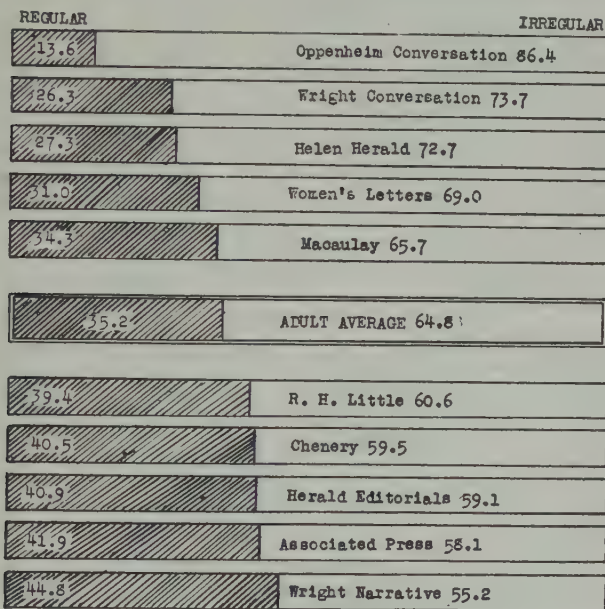 REGULAR IRREGULAR
13.6 Oppenheim Conversation 86.4
26.3 Wright Conversation 73.7
27.3 Helen Herald 72.7
31.0 Women's Letters 69.0
34.3 Macaulay 65.7
35.2 ADULT AVERAGE 64.8
39.4 R. H. Little 60.6
40.5 Chenery 59.5
40.9 Herald Editorials 59.1
41.9 Associated Press 58.1
44.8 Wright Narrative 55.2